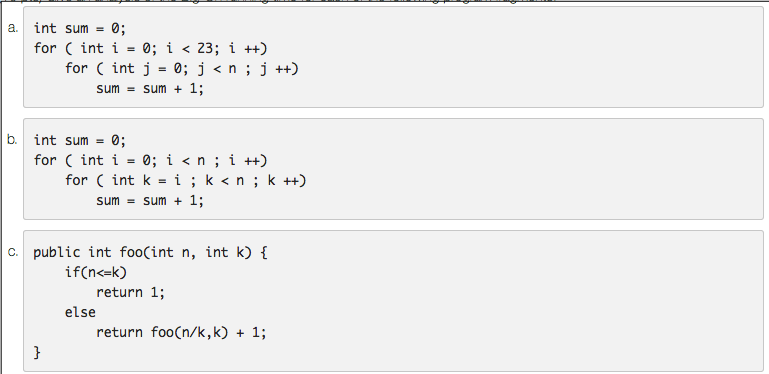 a. int sum = 0;
for ( int i = 0; i < 23; i ++)
for ( int j = 0; j < n ; j ++)
sum = sum + 1;
b. int sum = 0;
for ( int i = 0; i < n ; i ++)
for ( int k = i ; k < n ; k ++)
sum = sum + 1;
c. public int foo(int n, int k) {
if(n<=k)
return 1;
else
return foo(n/k,k) + 1;
}